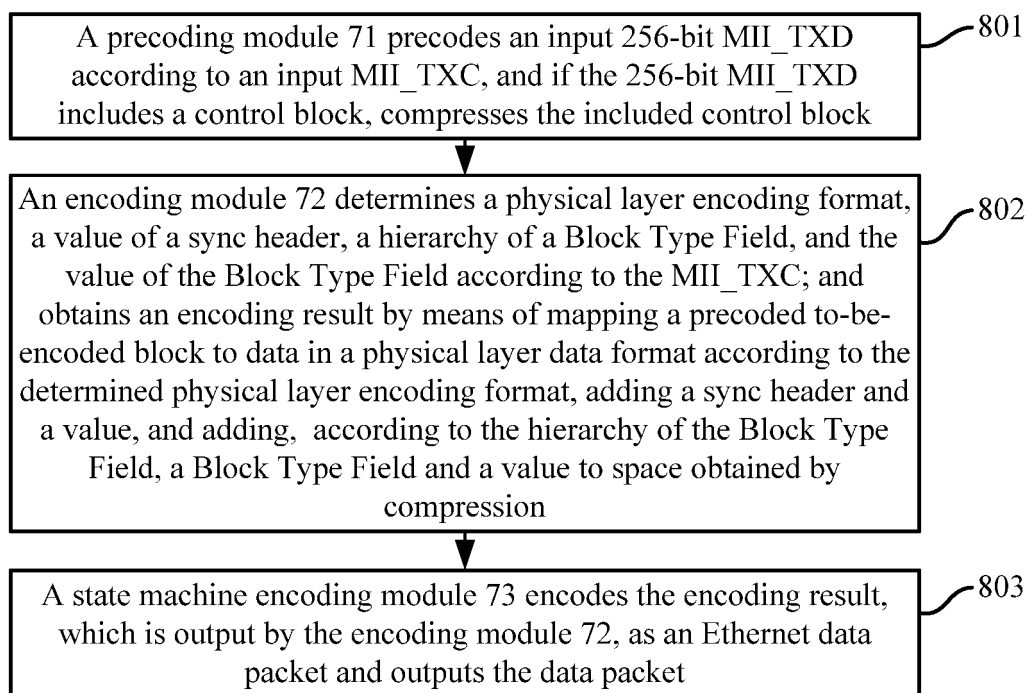 A precoding module 71 precodes an input 256-bit MII_TXD
according to an input MII_TXC, and if the 256-bit MII_TXD
includes a control block, compresses the included control block
801
An encoding module 72 determines a physical layer encoding format,
a value of a sync header, a hierarchy of a Block Type Field, and the
value of the Block Type Field according to the MII_TXC; and
obtains an encoding result by means of mapping a precoded to-be-
encoded block to data in a physical layer data format according to the
determined physical layer encoding format, adding a sync header and
a value, and adding, according to the hierarchy of the Block Type
Field, a Block Type Field and a value to space obtained by
compression
802
A state machine encoding module 73 encodes the encoding result,
which is output by the encoding module 72, as an Ethernet data
packet and outputs the data packet
803